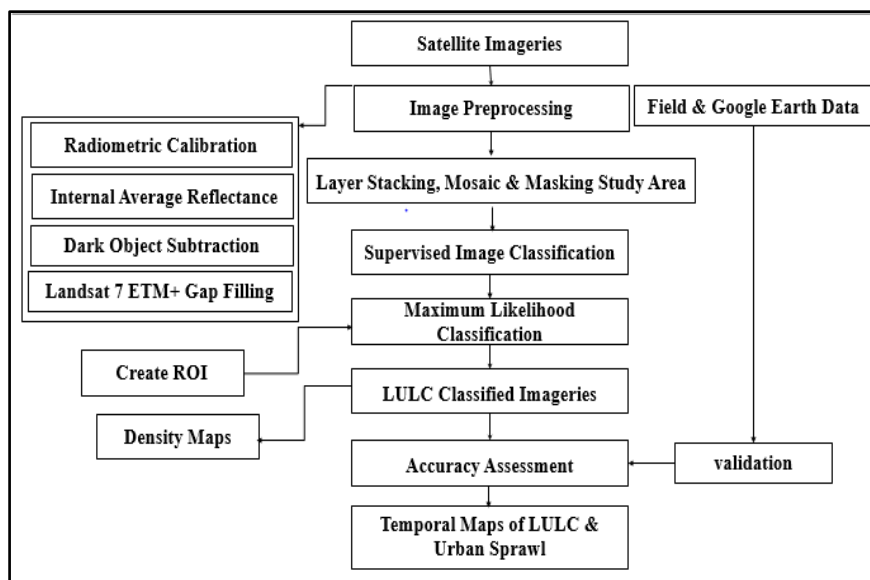 Satellite Imageries
Image Preprocessing
Field & Google Earth Data
Radiometric Calibration
Internal Average Reflectance
Dark Object Subtraction
Landsat 7 ETM+ Gap Filling
Layer Stacking, Mosaic & Masking Study Area
Supervised Image Classification
Maximum Likelihood
Classification
Create ROI
LULC Classified Imageries
Density Maps
Accuracy Assessment
validation
Temporal Maps of LULC &
Urban Sprawl